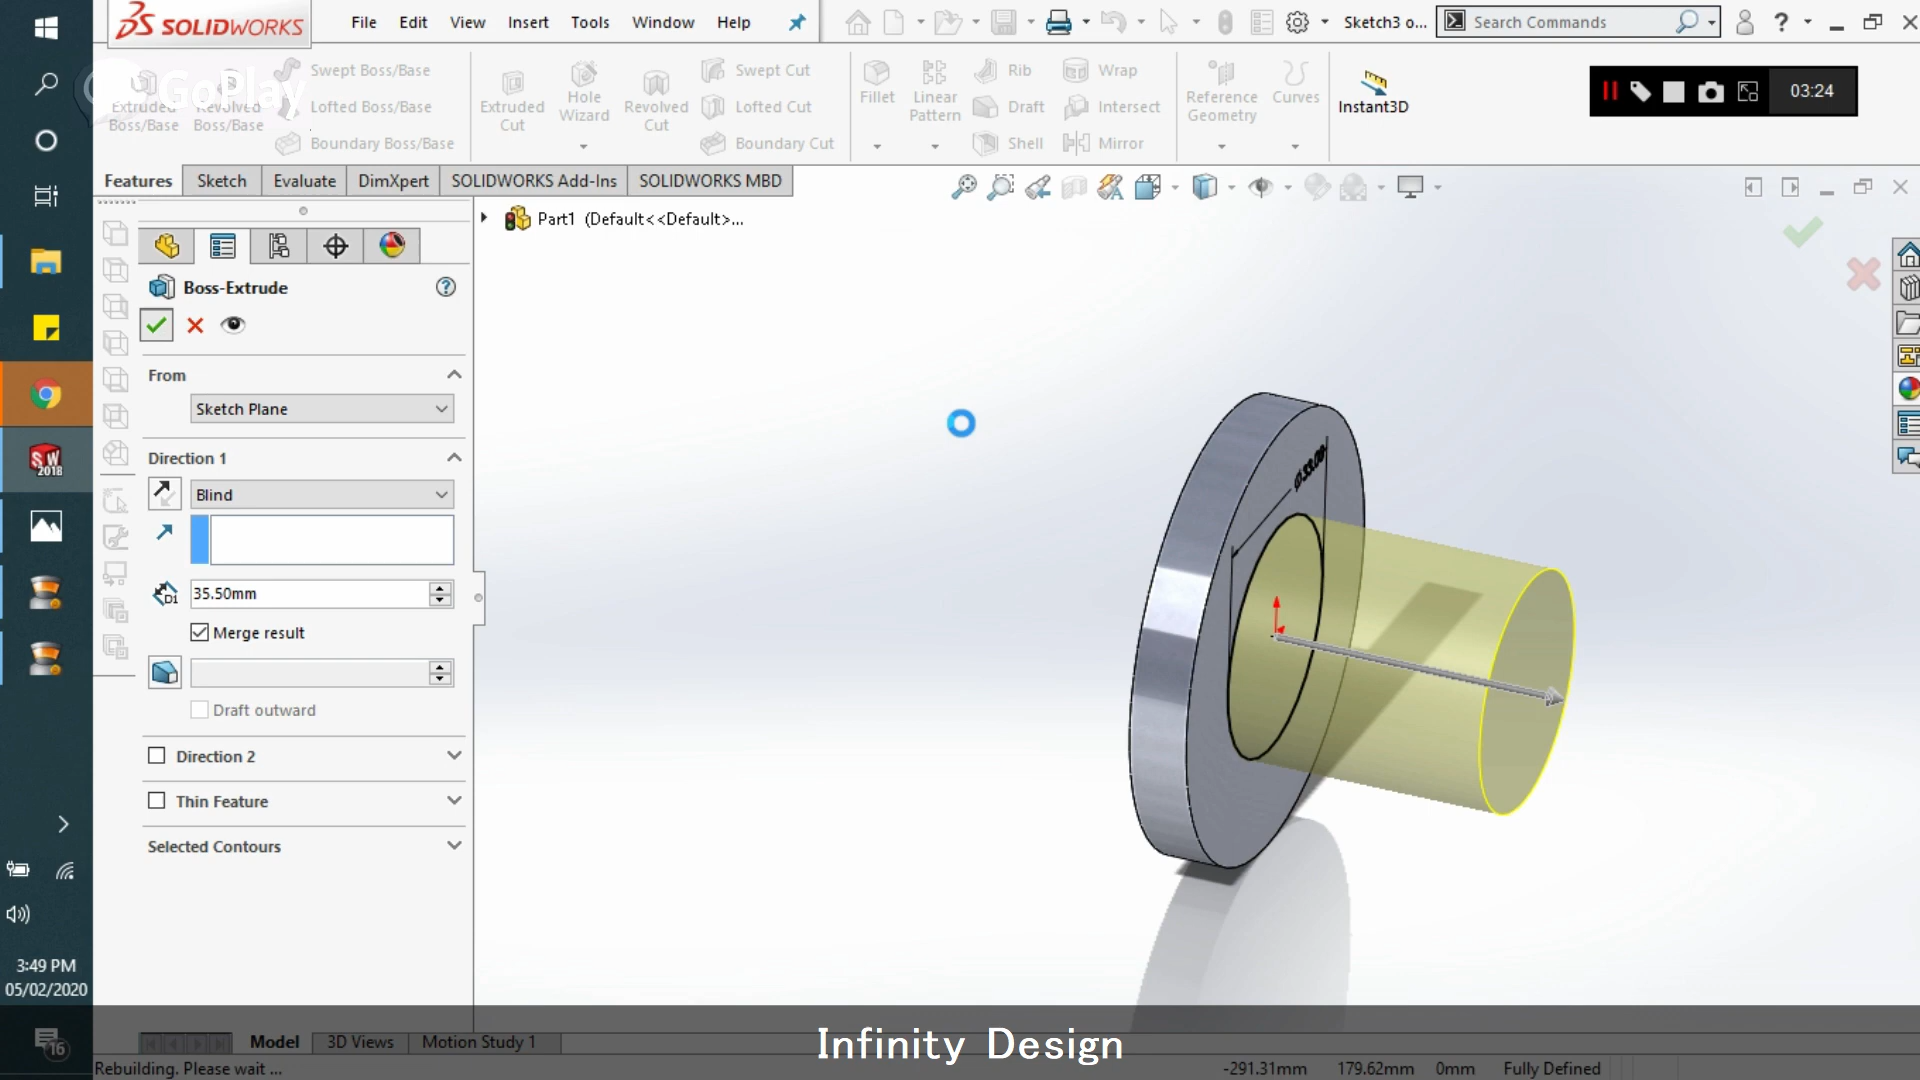 SOLIDWORKS
File Edit View Insert Tools Window Help
Sketch3 o...
Search Commands
GoPlay
Extruded Boss/Base
Revolved Boss/Base
Swept Boss/Base
Lofted Boss/Base
Boundary Boss/Base
Extruded Cut
Hole Wizard
Revolved Cut
Swept Cut
Lofted Cut
Boundary Cut
Fillet
Linear Pattern
Rib
Draft
Shell
Wrap
Intersect
Mirror
Reference Geometry
Curves
Instant3D
03:24
Features Sketch Evaluate DimXpert SOLIDWORKS Add-Ins SOLIDWORKS MBD
Part1 (Default<<Default>...
Boss-Extrude
From
Sketch Plane
Direction 1
Blind
D1
35.50mm
Merge result
Draft outward
Direction 2
Thin Feature
Selected Contours
SW
2018
3:49 PM
05/02/2020
16
Model 3D Views Motion Study 1
Infinity Design
Rebuilding. Please wait ...
-291.31mm 179.62mm 0mm Fully Defined